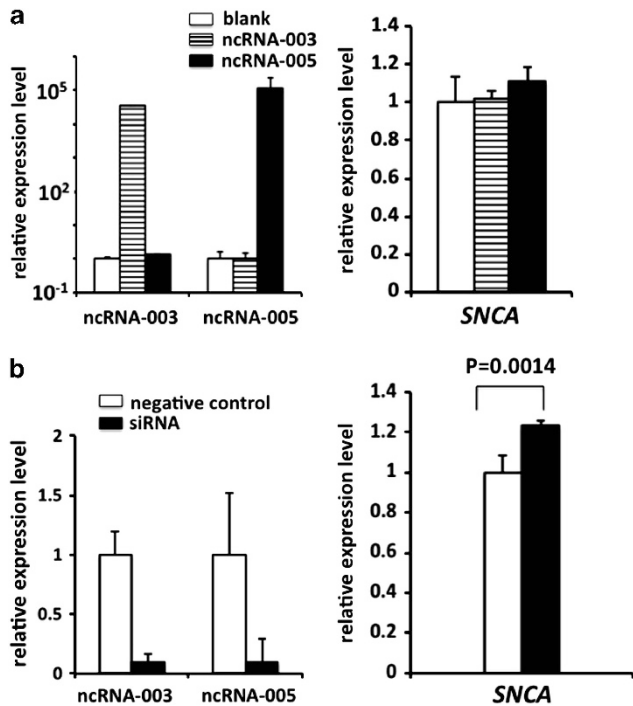 a
blank
ncRNA-003
ncRNA-005
relative expression level
10^5
10^2
10^-1
ncRNA-003 ncRNA-005
relative expression level
1.4
1.2
1
0.8
0.6
0.4
0.2
0
SNCA
b
negative control
siRNA
relative expression level
2
1.5
1
0.5
0
ncRNA-003 ncRNA-005
P=0.0014
relative expression level
1.4
1.2
1
0.8
0.6
0.4
0.2
0
SNCA